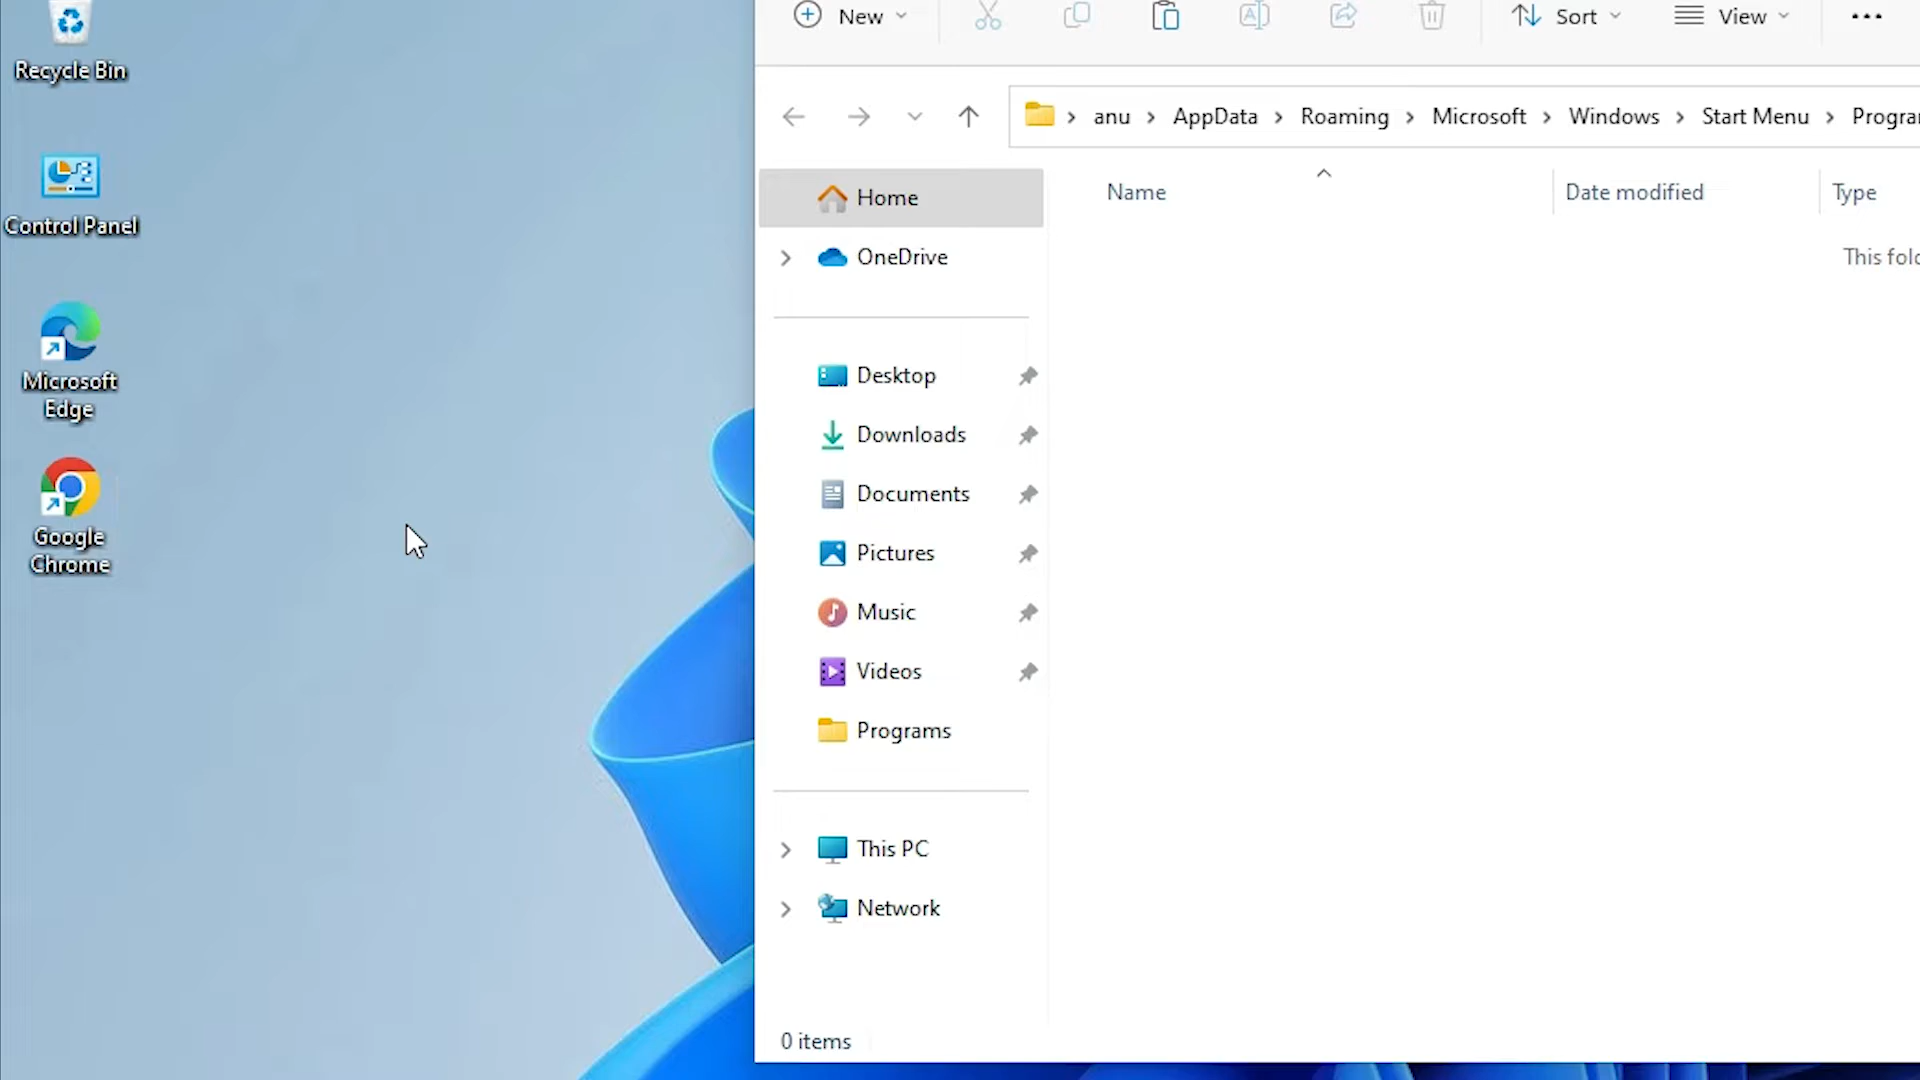 Recycle Bin
Control Panel
Microsoft
Edge
Google
Chrome
New
Sort
View
anu > AppData > Roaming > Microsoft > Windows > Start Menu >
Name
Date modified
Type
This
Home
OneDrive
Desktop
Downloads
Documents
Pictures
Music
Videos
Programs
This PC
Network
0 items